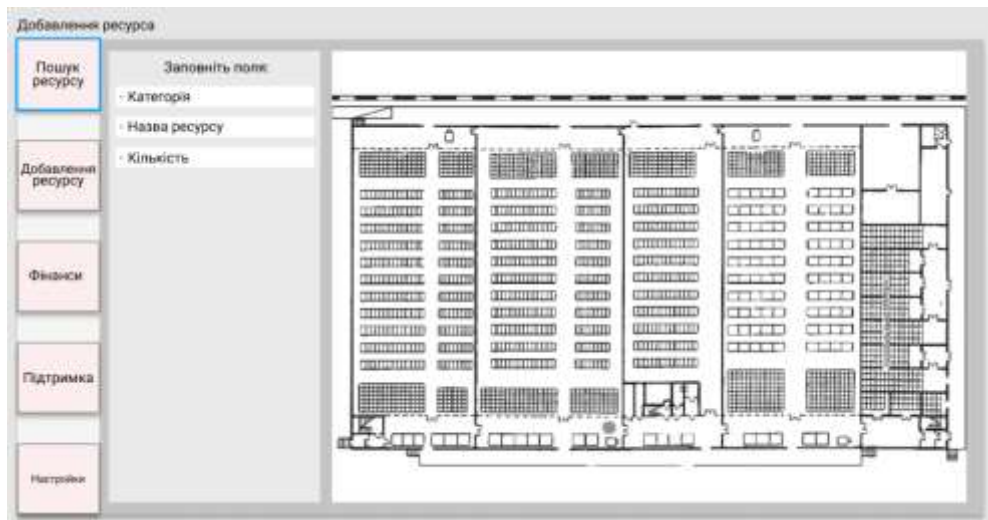 Добавлення ресурса
Пошук
ресурсу
Добавлення
ресурсу
Фінанси
Підтримка
Настройки
Заповніть поля:
- Категорія
- Назва ресурсу
- Кількість